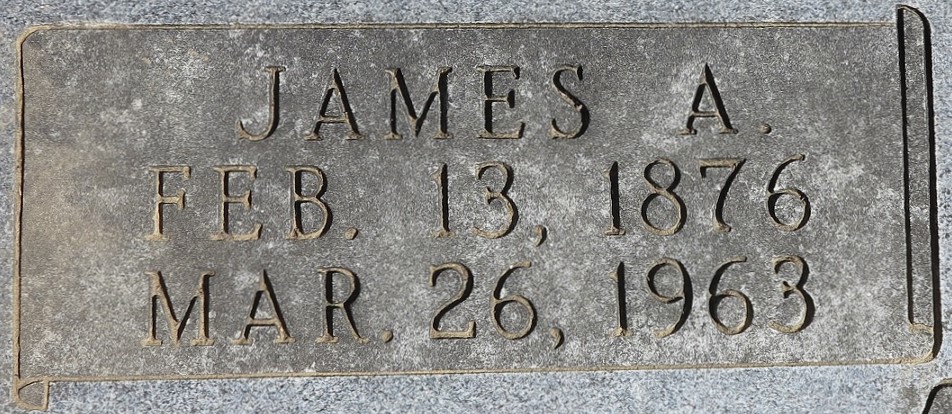 JAMES A.
FEB. 13, 1876
MAR. 26, 1963